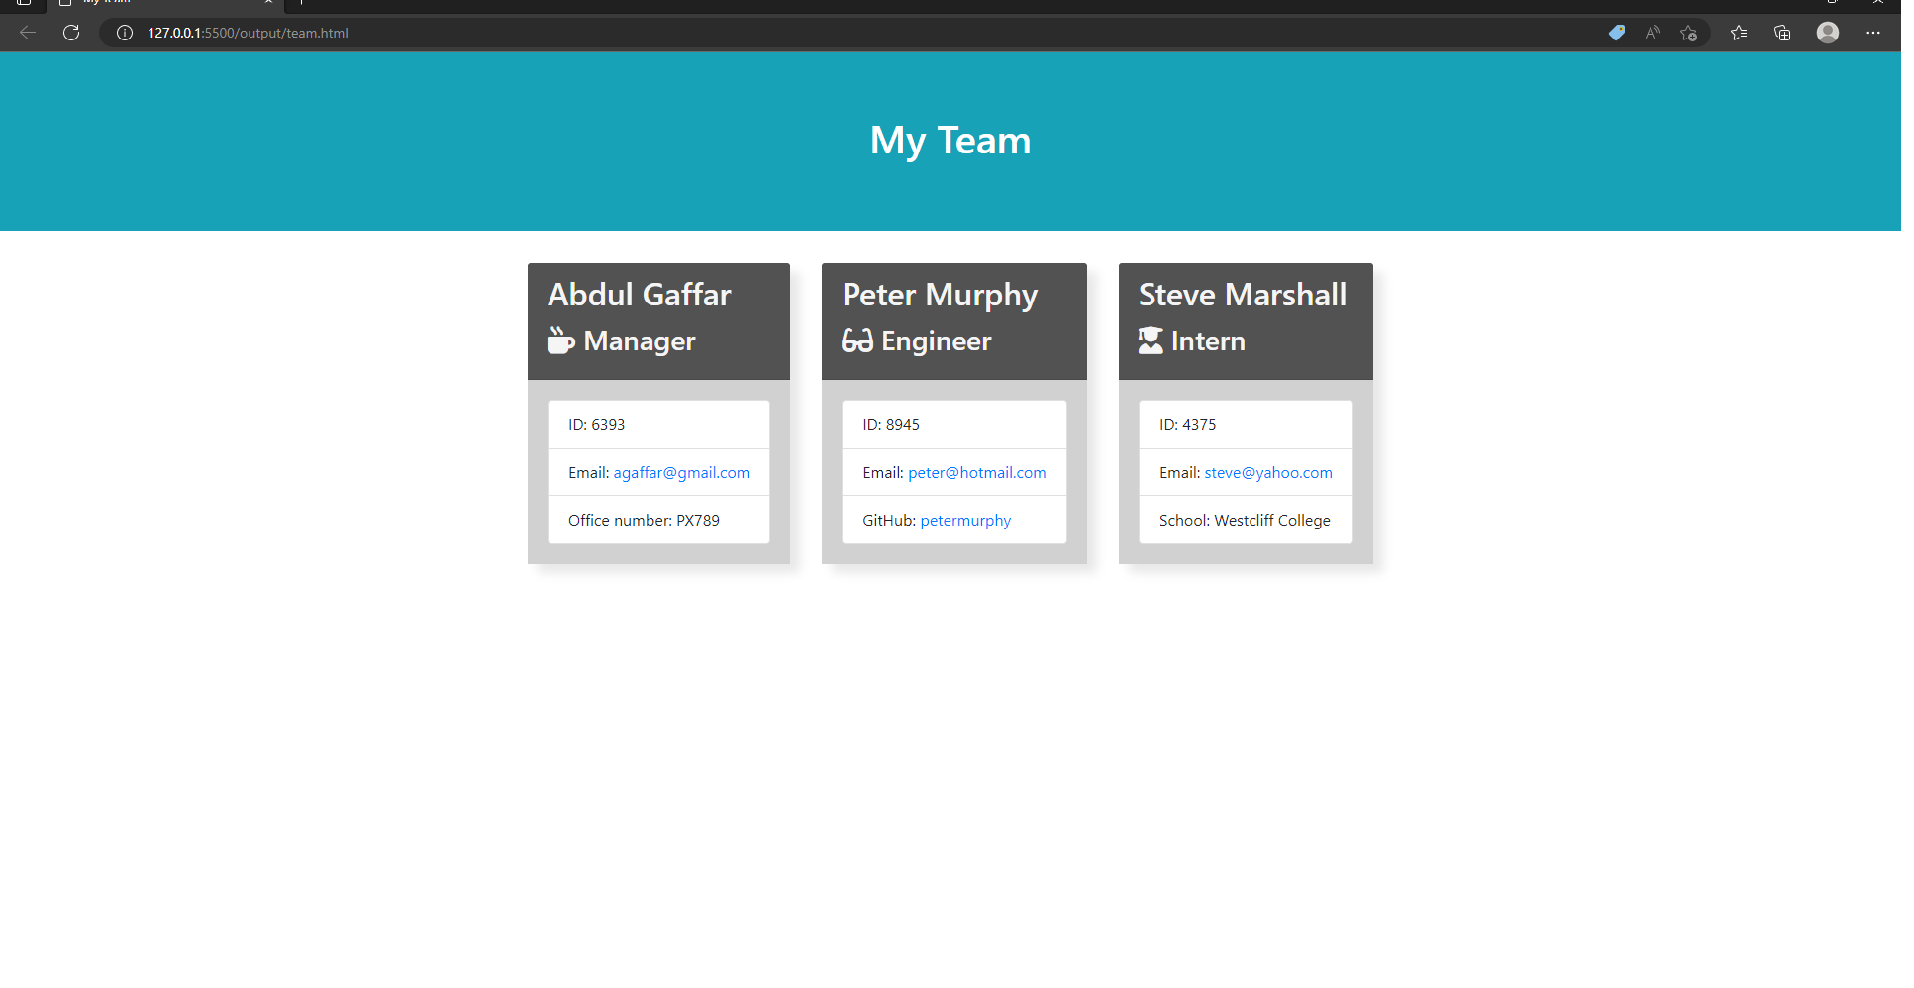 127.0.0.1:5500/output/team.html
My Team
Abdul Gaffar
Manager
ID: 6393
Email: agaffar@gmail.com
Office number: PX789
Peter Murphy
Engineer
ID: 8945
Email: peter@hotmail.com
GitHub: petermurphy
Steve Marshall
Intern
ID: 4375
Email: steve@yahoo.com
School: Westcliff College